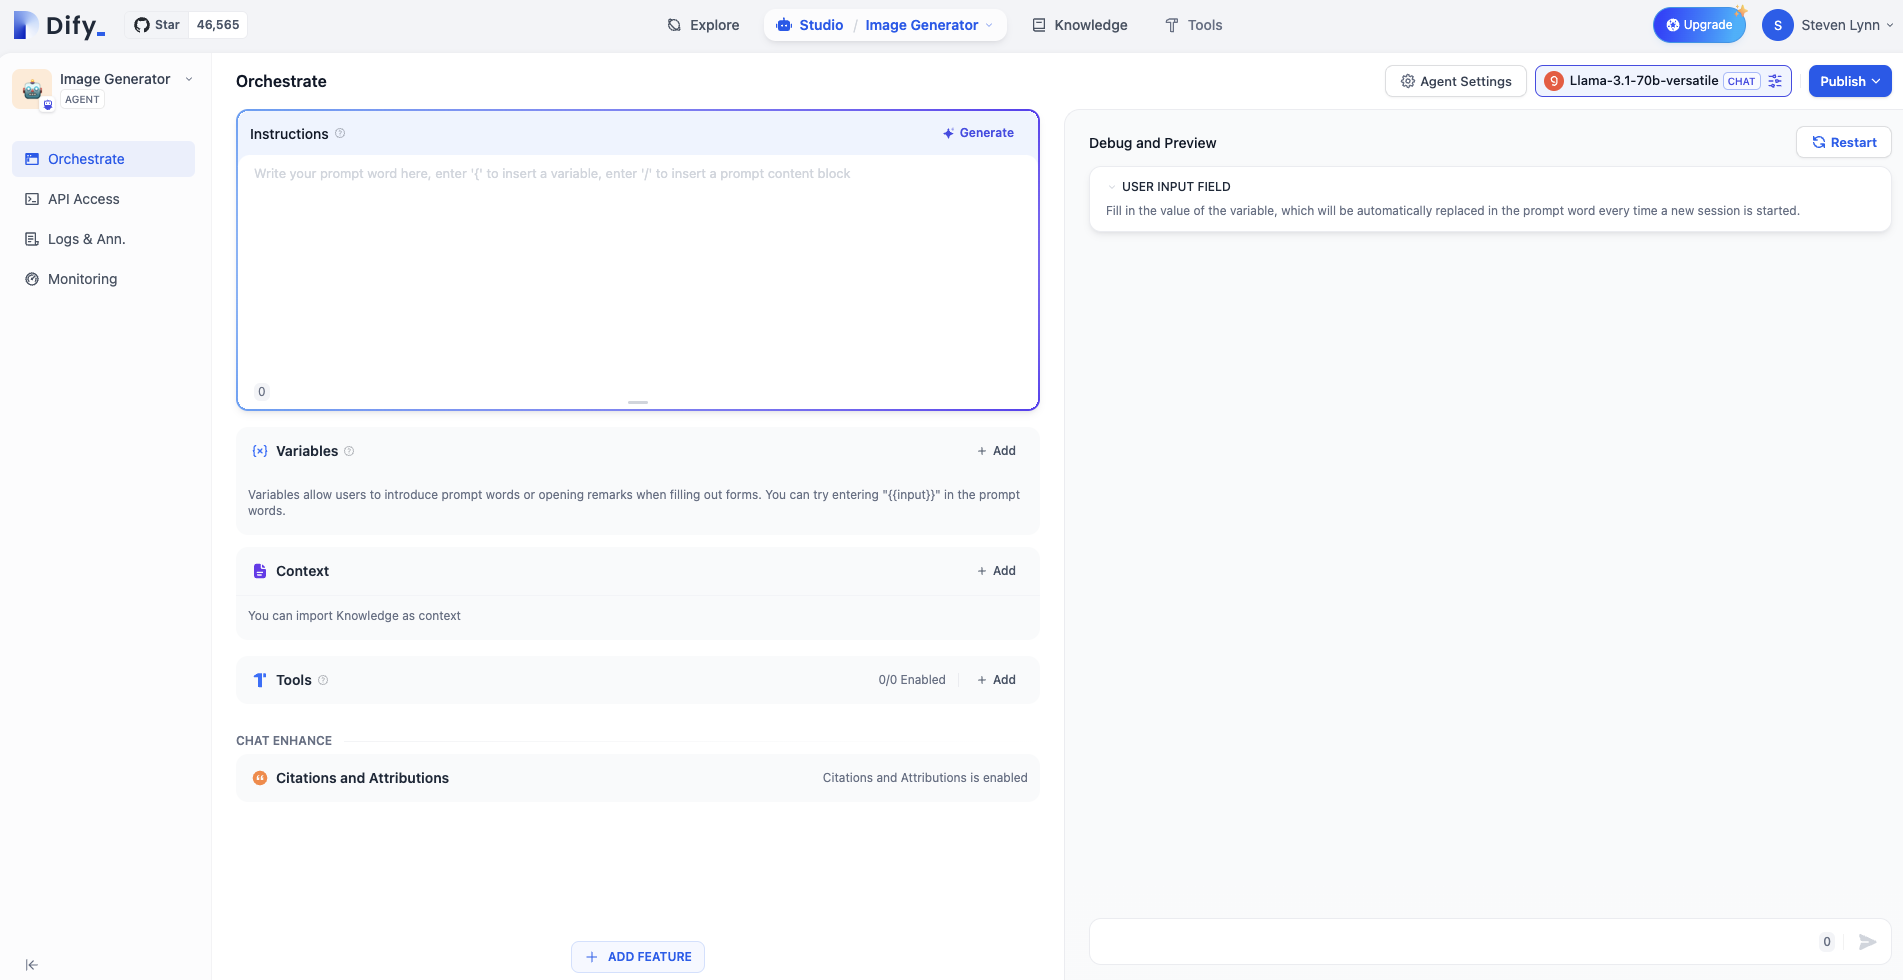 Dify_
Star 46,565
Explore
Studio / Image Generator
Knowledge
Tools
Upgrade
S Steven Lynn
Image Generator
AGENT
Orchestrate
API Access
Logs & Ann.
Monitoring
Orchestrate
Agent Settings
9 Llama-3.1-70b-versatile CHAT
Publish
Instructions
Generate
Write your prompt word here, enter '{' to insert a variable, enter '/' to insert a prompt content block
0
{x} Variables
+ Add
Variables allow users to introduce prompt words or opening remarks when filling out forms. You can try entering "{{input}}" in the prompt
words.
Context
+ Add
You can import Knowledge as context
Tools
0/0 Enabled
+ Add
CHAT ENHANCE
Citations and Attributions
Citations and Attributions is enabled
+ ADD FEATURE
Debug and Preview
Restart
USER INPUT FIELD
Fill in the value of the variable, which will be automatically replaced in the prompt word every time a new session is started.
0